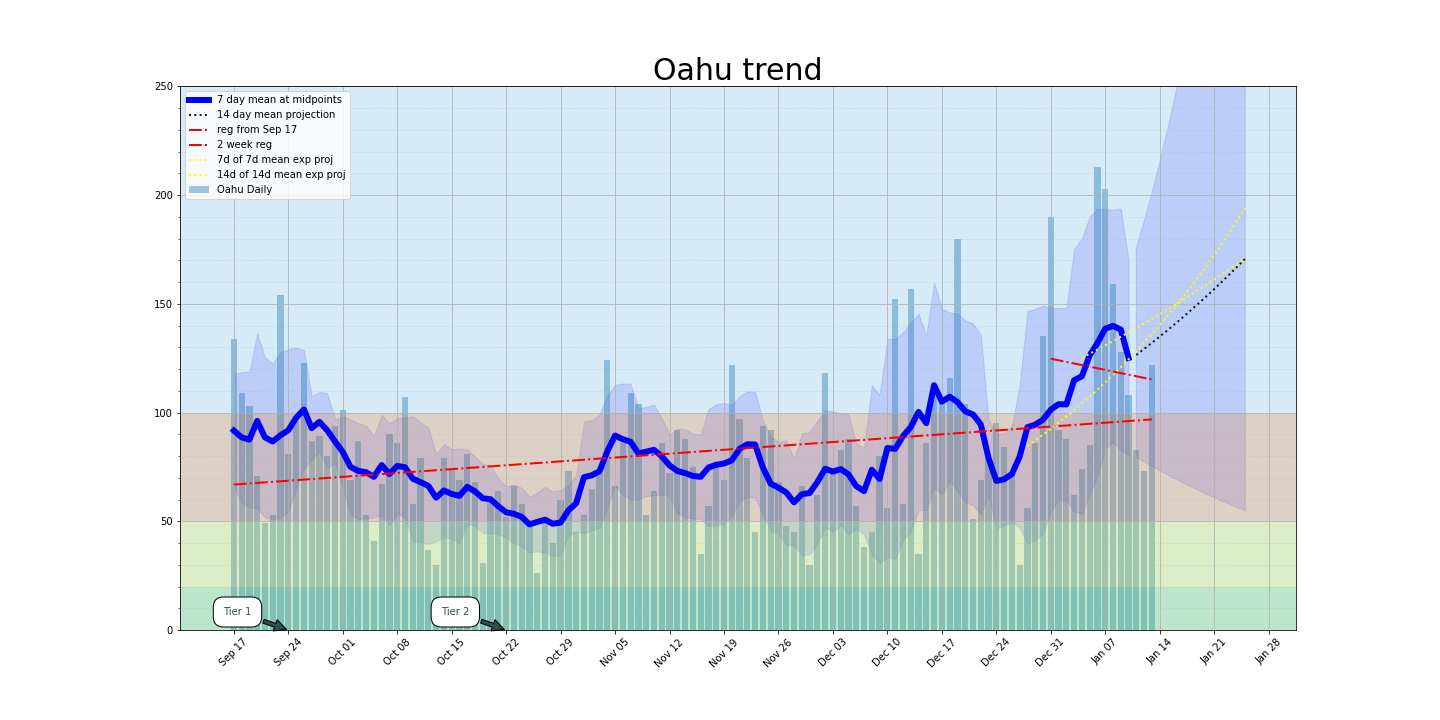 Oahu trend
250
200
150
100
50
0
7 day mean at midpoints
14 day mean projection
reg from Sep 17
2 week reg
7d of 7d mean exp proj
14d of 14d mean exp proj
Oahu Daily
Tier 1
Tier 2
Sep 17
Sep 24
Oct 01
Oct 08
Oct 15
Oct 22
Oct 29
Nov 05
Nov 12
Nov 19
Nov 26
Dec 03
Dec 10
Dec 17
Dec 24
Dec 31
Jan 07
Jan 14
Jan 21
Jan 28